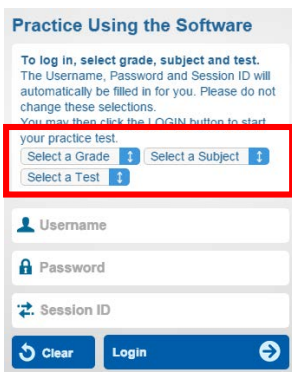 Practice Using the Software
To log in, select grade, subject and test.
The Username, Password and Session ID will
automatically be filled in for you. Please do not
change these selections.
You may then click the LOGIN button to start
your practice test.
Select a Grade Select a Subject
Select a Test
Username
Password
Session ID
Clear Login